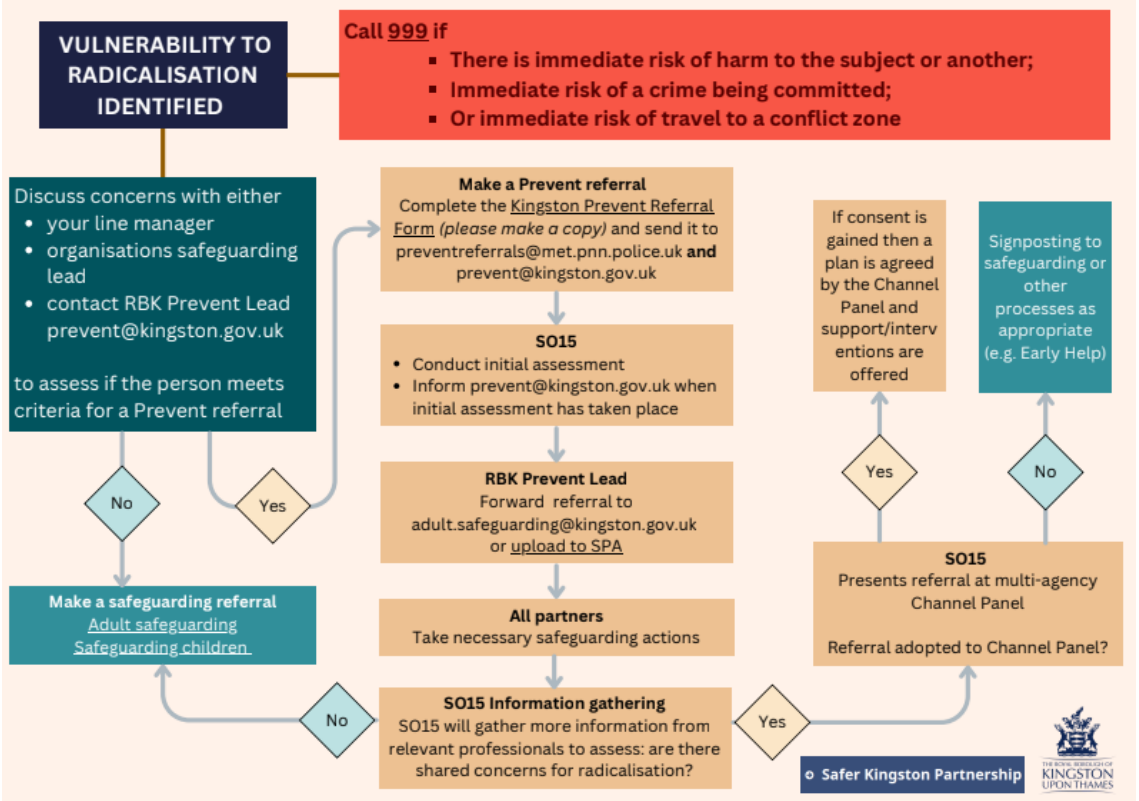 VULNERABILITY TO
RADICALISATION
IDENTIFIED
Call 999 if
▪ There is immediate risk of harm to the subject or another;
▪ Immediate risk of a crime being committed;
▪ Or immediate risk of travel to a conflict zone
Discuss concerns with either
• your line manager
• organisations safeguarding
lead
• contact RBK Prevent Lead
prevent@kingston.gov.uk
to assess if the person meets
criteria for a Prevent referral
No
Yes
Make a safeguarding referral
Adult safeguarding
Safeguarding children
Make a Prevent referral
Complete the Kingston Prevent Referral
Form (please make a copy) and send it to
preventreferrals@met.pnn.police.uk and
prevent@kingston.gov.uk
SO15
• Conduct initial assessment
• Inform prevent@kingston.gov.uk when
initial assessment has taken place
RBK Prevent Lead
Forward referral to
adult.safeguarding@kingston.gov.uk
or upload to SPA
All partners
Take necessary safeguarding actions
SO15 Information gathering
SO15 will gather more information from
relevant professionals to assess: are there
shared concerns for radicalisation?
No
Yes
SO15
Presents referral at multi-agency
Channel Panel
Referral adopted to Channel Panel?
Yes
No
If consent is
gained then a
plan is agreed
by the Channel
Panel and
support/interv
entions are
offered
Signposting to
safeguarding or
other
processes as
appropriate
(e.g. Early Help)
Safer Kingston Partnership
THE ROYAL BOROUGH OF
KINGSTON
UPON THAMES